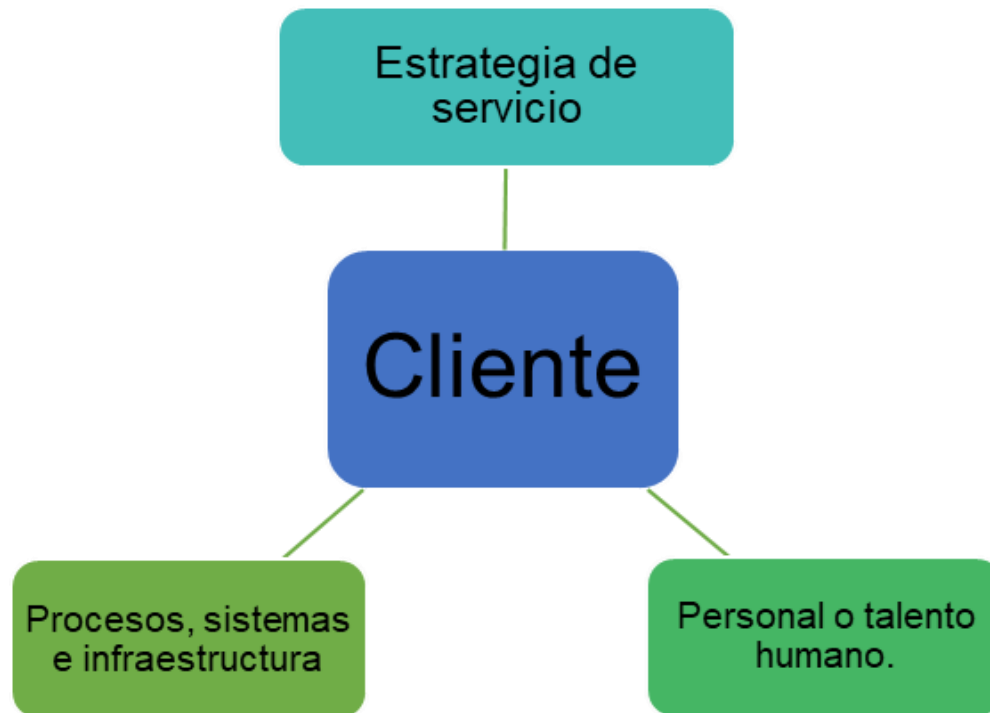 Estrategia de
servicio
Cliente
Procesos, sistemas
e infraestructura
Personal o talento
humano.